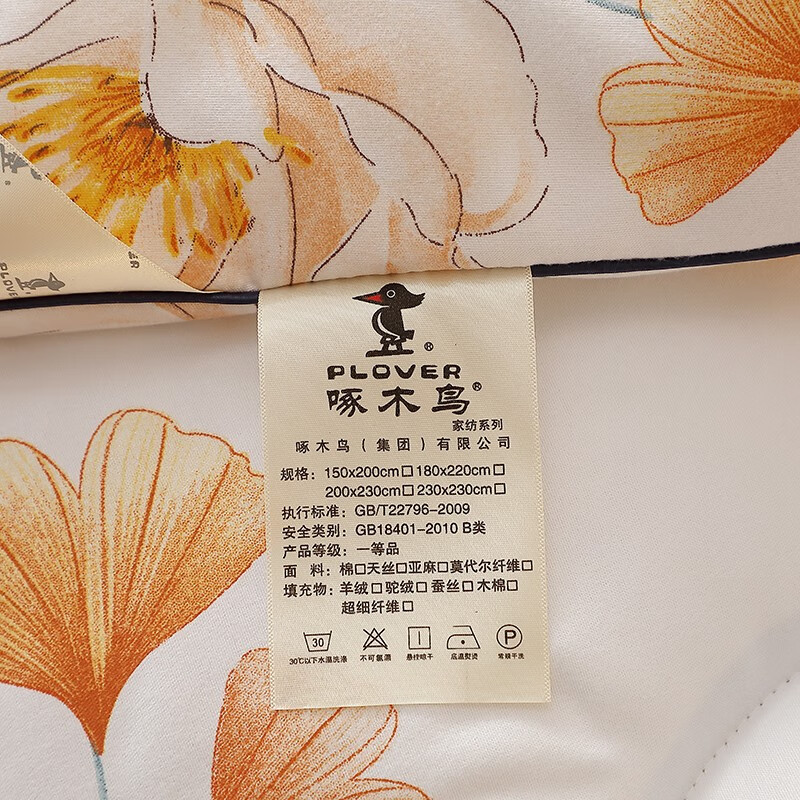 PLOVER
PLOVER®
啄木鸟®
家纺系列
啄木鸟（集团）有限公司
规格：150x200cm□180x220cm□
200x230cm□230x230cm□
执行标准：GB/T22796-2009
安全类别：GB18401-2010 B类
产品等级：一等品
面 料：棉□天丝□亚麻□莫代尔纤维□
填充物：羊绒□驼绒□蚕丝□木棉□
超细纤维□
30 P
30℃以下水温洗涤 不可氯漂 悬挂晾干 底温熨烫 常规干洗